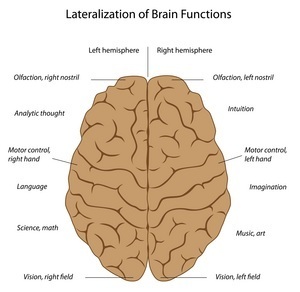 Lateralization of Brain Functions
Left hemisphere
Right hemisphere
Olfaction, right nostril
Olfaction, left nostril
Analytic thought
Intuition
Motor control,
right hand
Motor control,
left hand
Language
Imagination
Science, math
Music, art
Vision, right field
Vision, left field